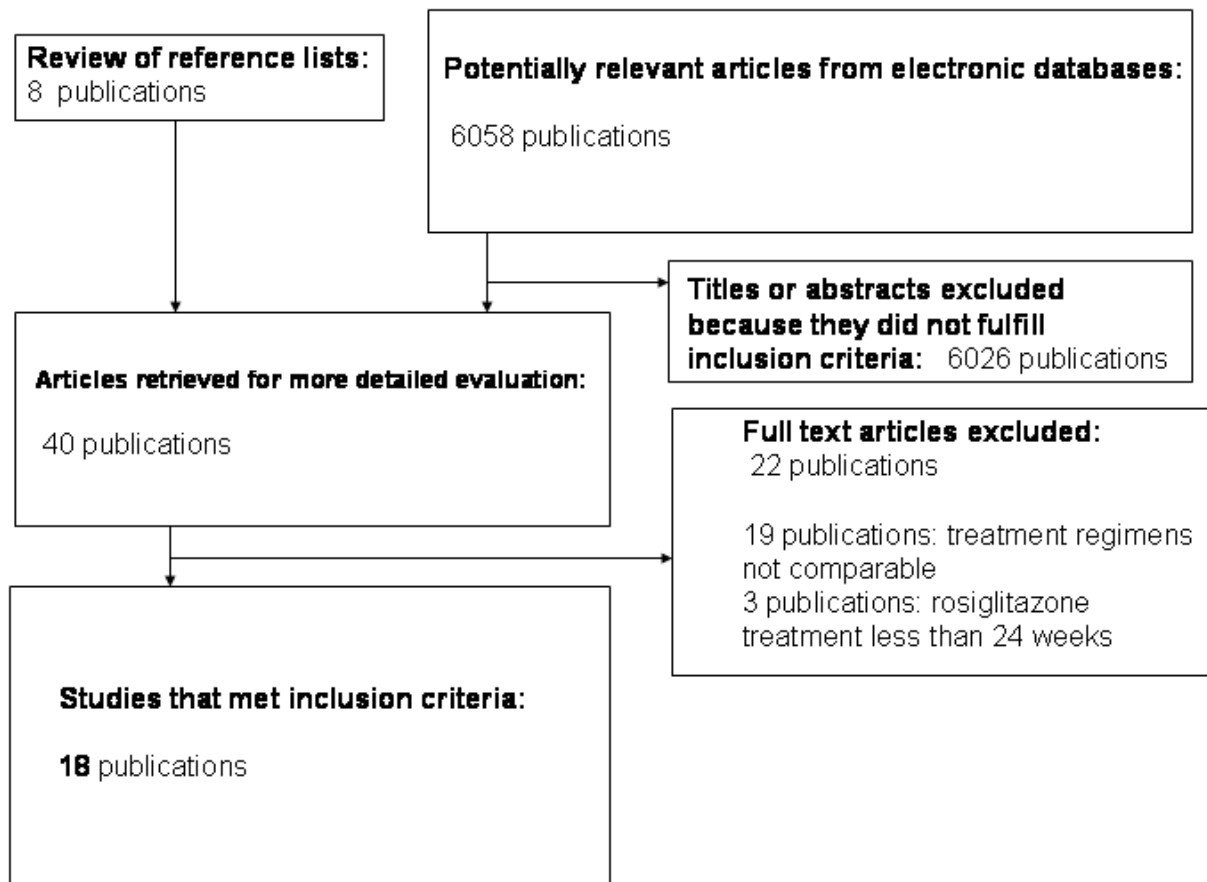 Review of reference lists:
8 publications
Potentially relevant articles from electronic databases:
6058 publications
Titles or abstracts excluded
because they did not fulfill
inclusion criteria: 6026 publications
Articles retrieved for more detailed evaluation:
40 publications
Full text articles excluded:
22 publications
19 publications: treatment regimens
not comparable
3 publications: rosiglitazone
treatment less than 24 weeks
Studies that met inclusion criteria:
18 publications